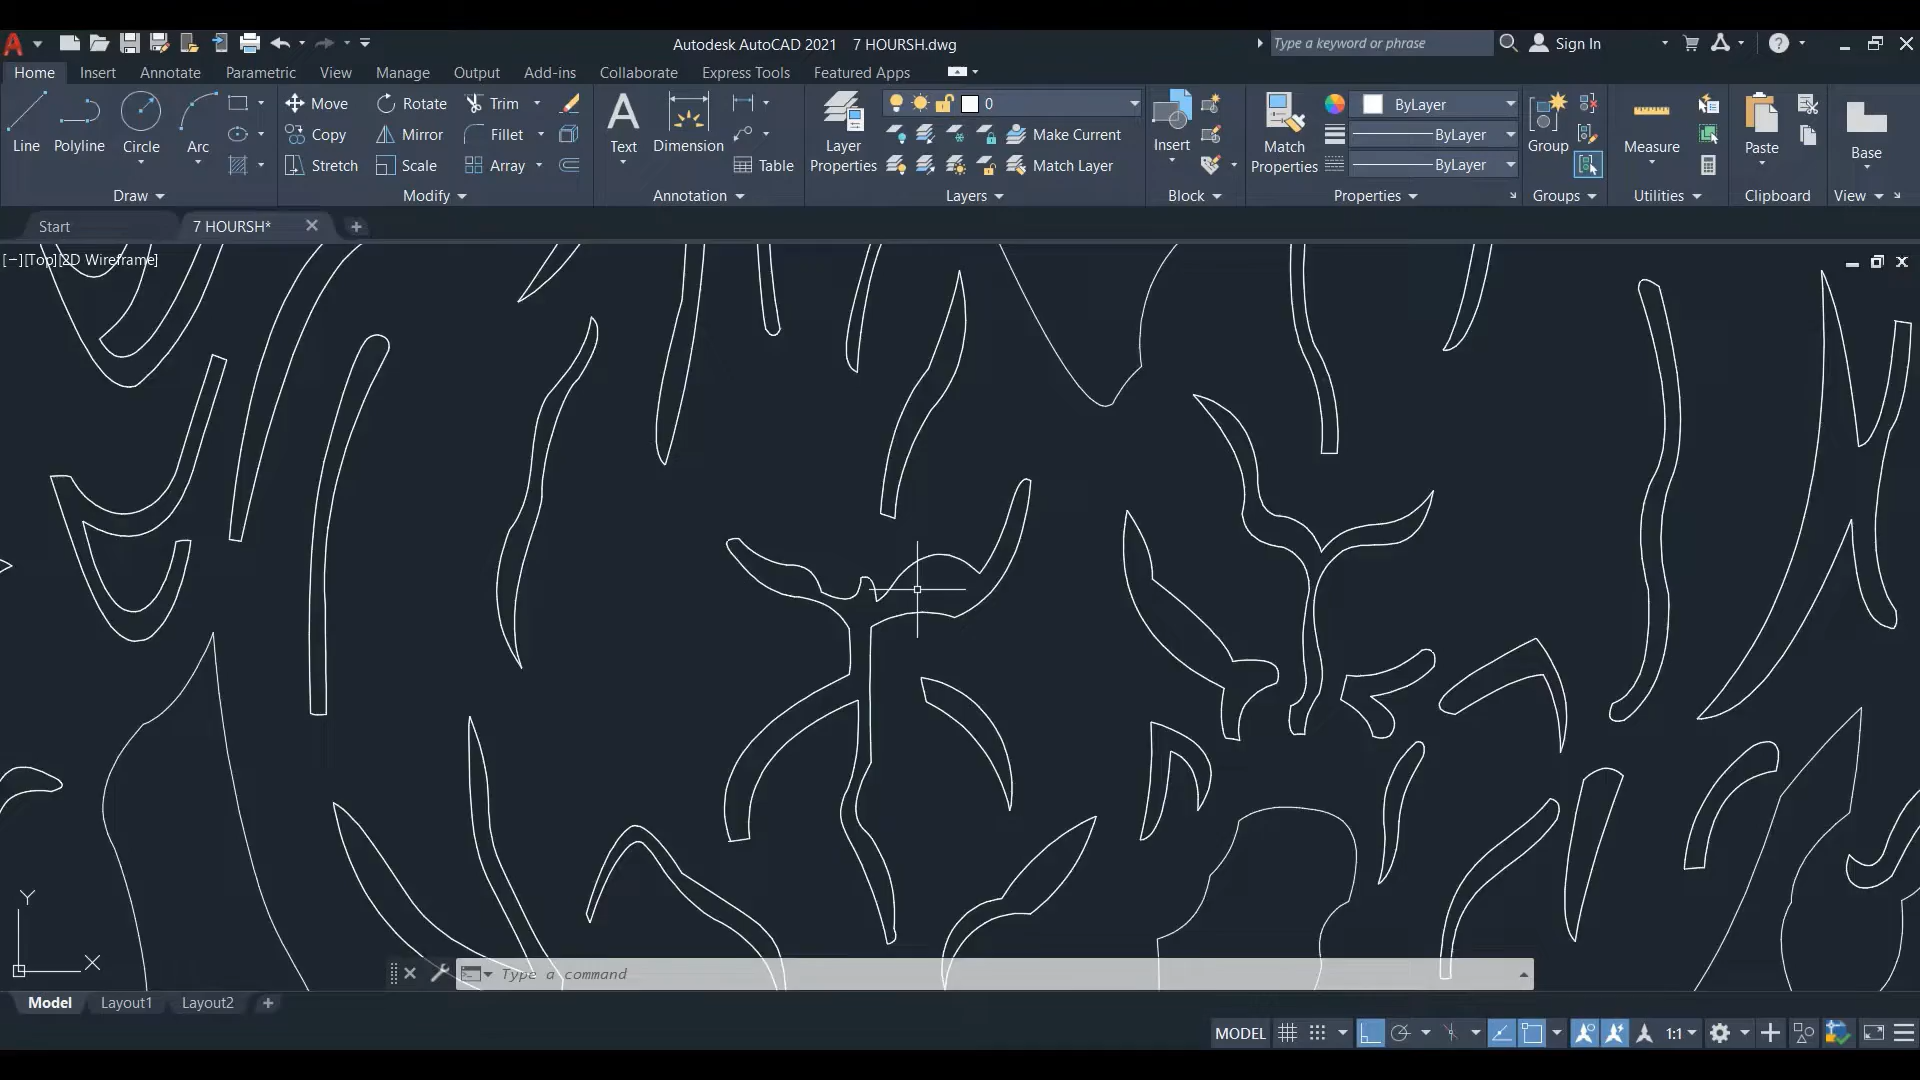 Autodesk AutoCAD 2021 7 HOURSH.dwg
Type a keyword or phrase
Sign In
Home Insert Annotate Parametric View Manage Output Add-ins Collaborate Express Tools Featured Apps
Line Polyline Circle Arc
Move Rotate Trim
Copy Mirror Fillet
Stretch Scale Array
Text Dimension Table
Layer Properties
0
Make Current
Match Layer
Insert
Match Properties
ByLayer
ByLayer
ByLayer
Group
Measure
Paste
Base
Draw Modify Annotation Layers Block Properties Groups Utilities Clipboard View
Start 7 HOURSH*
[−][Top][2D Wireframe]
Y
X
Type a command
Model Layout1 Layout2
MODEL 1:1